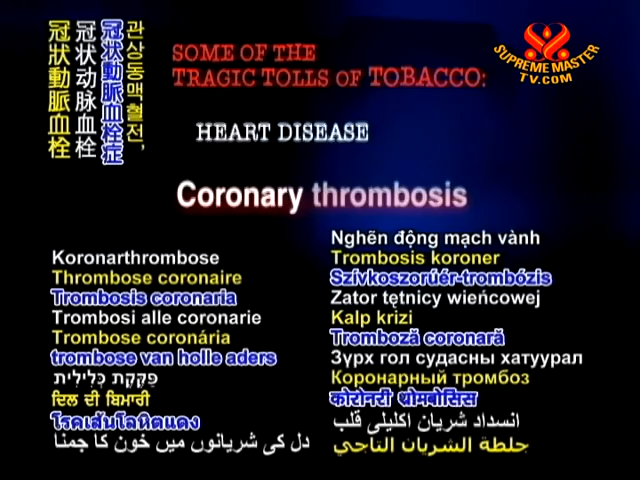 SOME OF THE
TRAGIC TOLLS OF TOBACCO:
SUPREME MASTER
TV.COM
HEART DISEASE
Coronary thrombosis
冠狀動脈血栓
冠状动脉血栓
冠狀動脈血栓症
관상동맥혈전,
Koronarthrombose
Thrombose coronaire
Trombosis coronaria
Trombosi alle coronarie
Trombose coronária
trombose van holle aders
פַּקֶּקֶת כְּלִילִית
ਦਿਲ ਦੀ ਬਿਮਾਰੀ
โรคเส้นโลหิตแดง
دل کی شریانوں میں خون کا جمنا
Nghẽn động mạch vành
Trombosis koroner
Szívkoszorúér-trombózis
Zator tętnicy wieńcowej
Kalp krizi
Tromboză coronară
Зүрх гол судасны хатуурал
Коронарный тромбоз
कोरोनरी थोमबोसिस
انسداد شریان اکلیلی قلب
جلطة الشريان التاجي